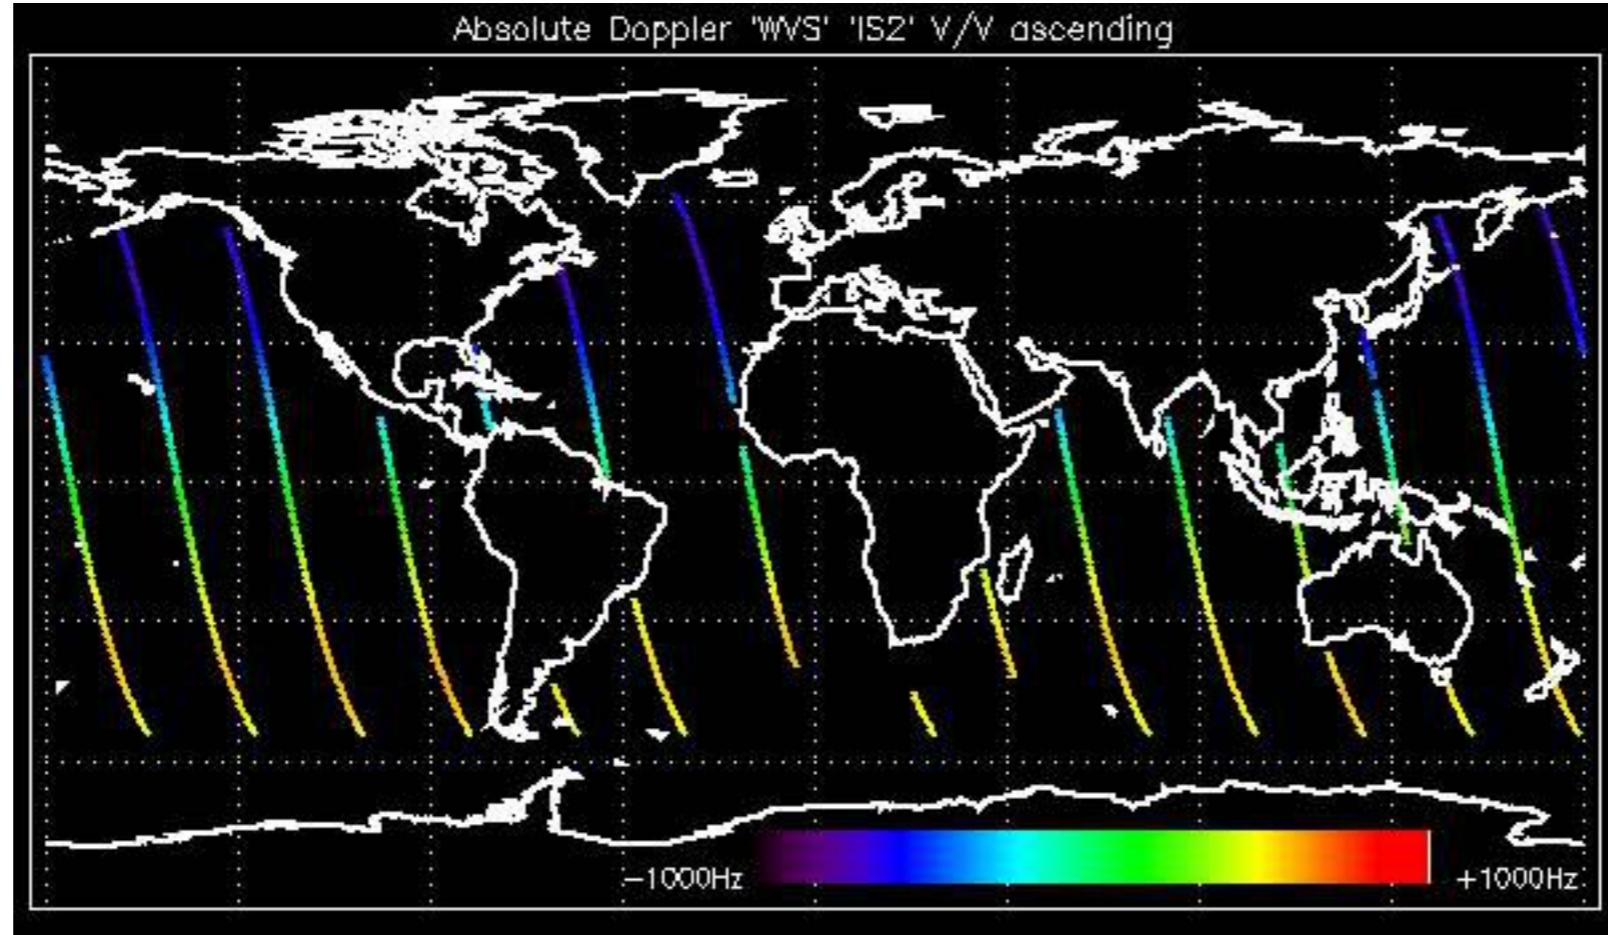 Absolute Doppler 'WVS' 'IS2' V/V ascending
−1000Hz +1000Hz